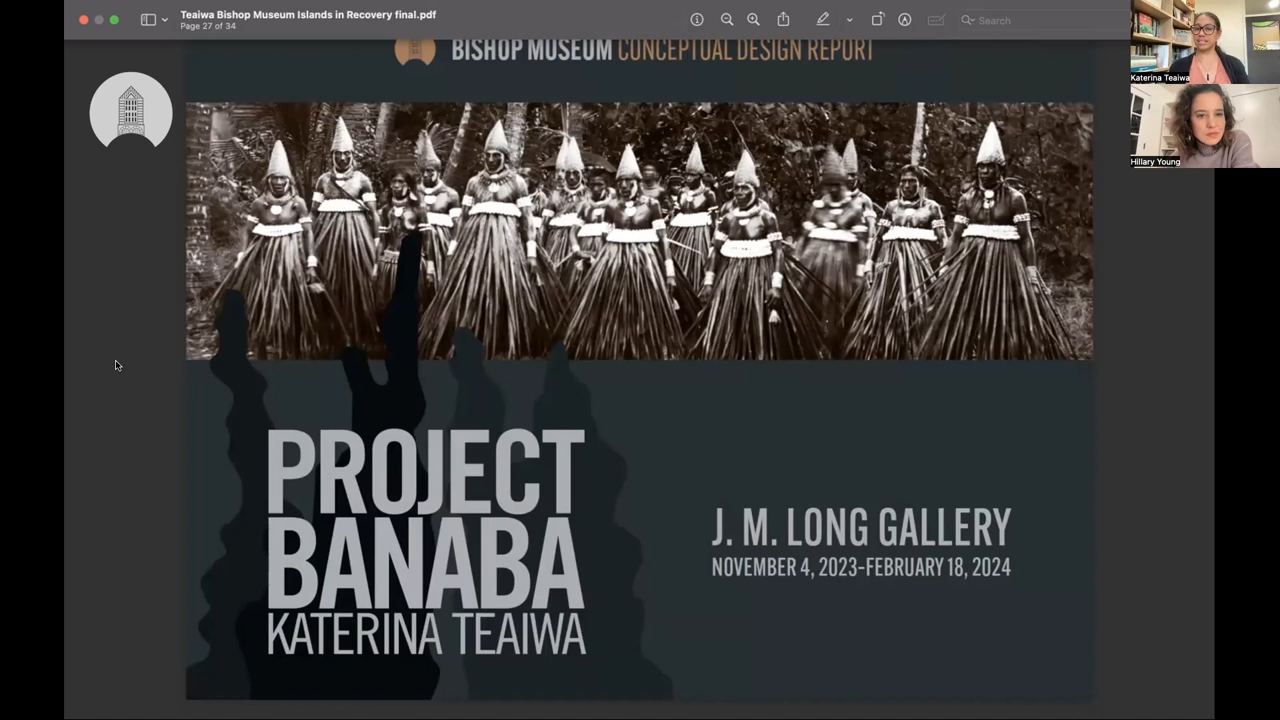 Teaiwa Bishop Museum Islands in Recovery final.pdf
Page 27 of 34
Search
Katerina Teaiwa
Hillary Young
BISHOP MUSEUM CONCEPTUAL DESIGN REPORT
PROJECT
BANABA
KATERINA TEAIWA
J. M. LONG GALLERY
NOVEMBER 4, 2023–FEBRUARY 18, 2024